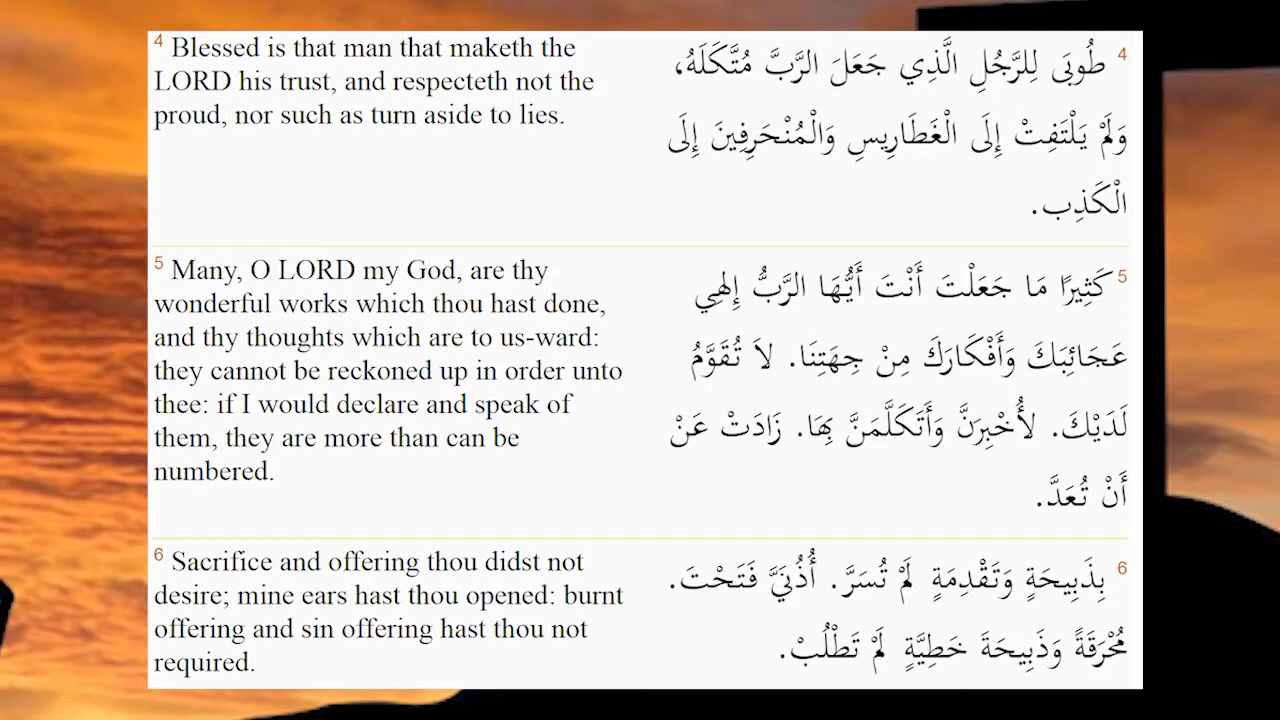 4 Blessed is that man that maketh the
LORD his trust, and respecteth not the
proud, nor such as turn aside to lies.
4 طُوبَى لِلرَّجُلِ الَّذِي جَعَلَ الرَّبَّ مُتَّكَلَهُ،
وَلَمْ يَلْتَفِتْ إِلَى الْغَطَارِيسِ وَالْمُنْحَرِفِينَ إِلَى
الْكَذِبِ.
5 Many, O LORD my God, are thy
wonderful works which thou hast done,
and thy thoughts which are to us-ward:
they cannot be reckoned up in order unto
thee: if I would declare and speak of
them, they are more than can be
numbered.
5 كَثِيرًا مَا جَعَلْتَ أَنْتَ أَيُّهَا الرَّبُّ إِلهِي
عَجَائِبَكَ وَأَفْكَارَكَ مِنْ جِهَتِنَا. لاَ تُقَوَّمُ
لَدَيْكَ. لأُخْبِرَنَّ وَأَتَكَلَّمَنَّ بِهَا. زَادَتْ عَنْ
أَنْ تُعَدَّ.
6 Sacrifice and offering thou didst not
desire; mine ears hast thou opened: burnt
offering and sin offering hast thou not
required.
6 بِذَبِيحَةٍ وَتَقْدِمَةٍ لَمْ تُسَرَّ. أُذُنَيَّ فَتَحْتَ.
مُحْرَقَةً وَذَبِيحَةَ خَطِيَّةٍ لَمْ تَطْلُبْ.